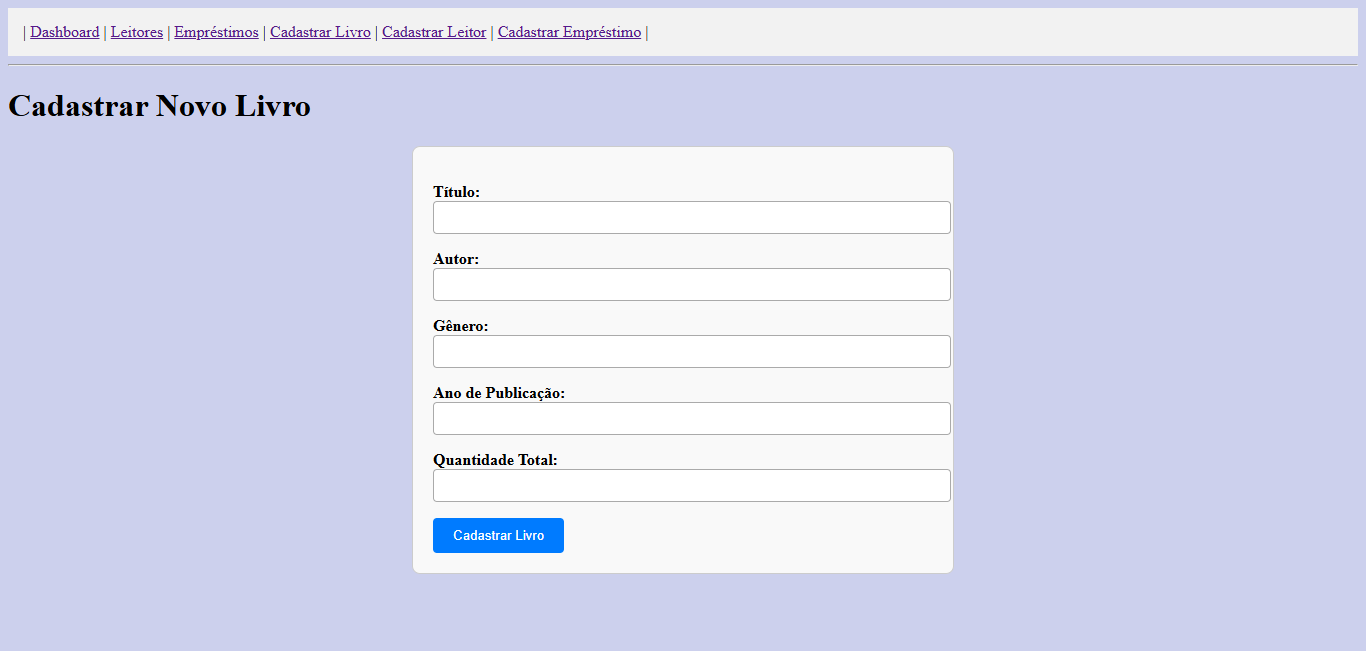 | Dashboard | Leitores | Empréstimos | Cadastrar Livro | Cadastrar Leitor | Cadastrar Empréstimo |
Cadastrar Novo Livro
Título:
Autor:
Gênero:
Ano de Publicação:
Quantidade Total:
Cadastrar Livro